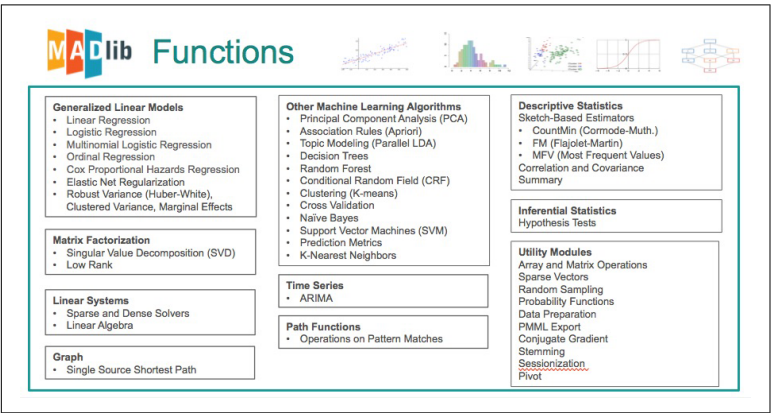 MADlib Functions
Generalized Linear Models
• Linear Regression
• Logistic Regression
• Multinomial Logistic Regression
• Ordinal Regression
• Cox Proportional Hazards Regression
• Elastic Net Regularization
• Robust Variance (Huber-White),
Clustered Variance, Marginal Effects
Matrix Factorization
• Singular Value Decomposition (SVD)
• Low Rank
Linear Systems
• Sparse and Dense Solvers
• Linear Algebra
Graph
• Single Source Shortest Path
Other Machine Learning Algorithms
• Principal Component Analysis (PCA)
• Association Rules (Apriori)
• Topic Modeling (Parallel LDA)
• Decision Trees
• Random Forest
• Conditional Random Field (CRF)
• Clustering (K-means)
• Cross Validation
• Naïve Bayes
• Support Vector Machines (SVM)
• Prediction Metrics
• K-Nearest Neighbors
Time Series
• ARIMA
Path Functions
• Operations on Pattern Matches
Descriptive Statistics
Sketch-Based Estimators
• CountMin (Cormode-Muth.)
• FM (Flajolet-Martin)
• MFV (Most Frequent Values)
Correlation and Covariance
Summary
Inferential Statistics
Hypothesis Tests
Utility Modules
Array and Matrix Operations
Sparse Vectors
Random Sampling
Probability Functions
Data Preparation
PMML Export
Conjugate Gradient
Stemming
Sessionization
Pivot